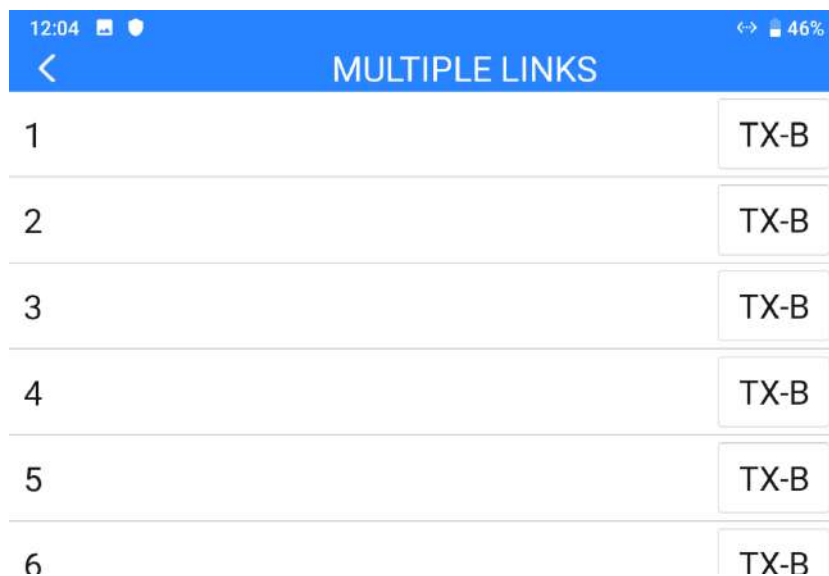 12:04 46%
MULTIPLE LINKS
1 TX-B
2 TX-B
3 TX-B
4 TX-B
5 TX-B
6 TX-B